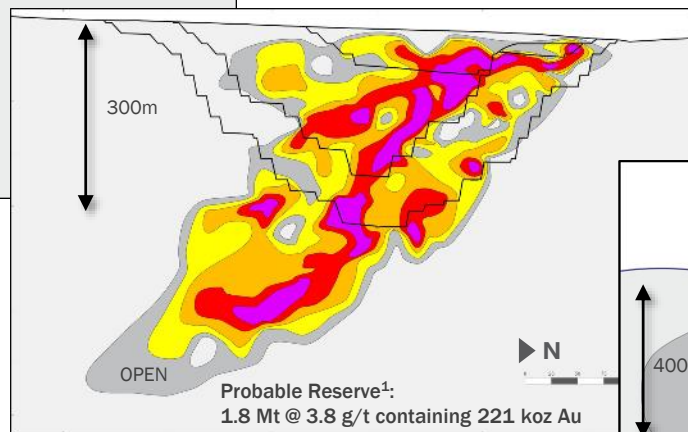 300m
N
OPEN
400
Probable Reserve¹:
1.8 Mt @ 3.8 g/t containing 221 koz Au